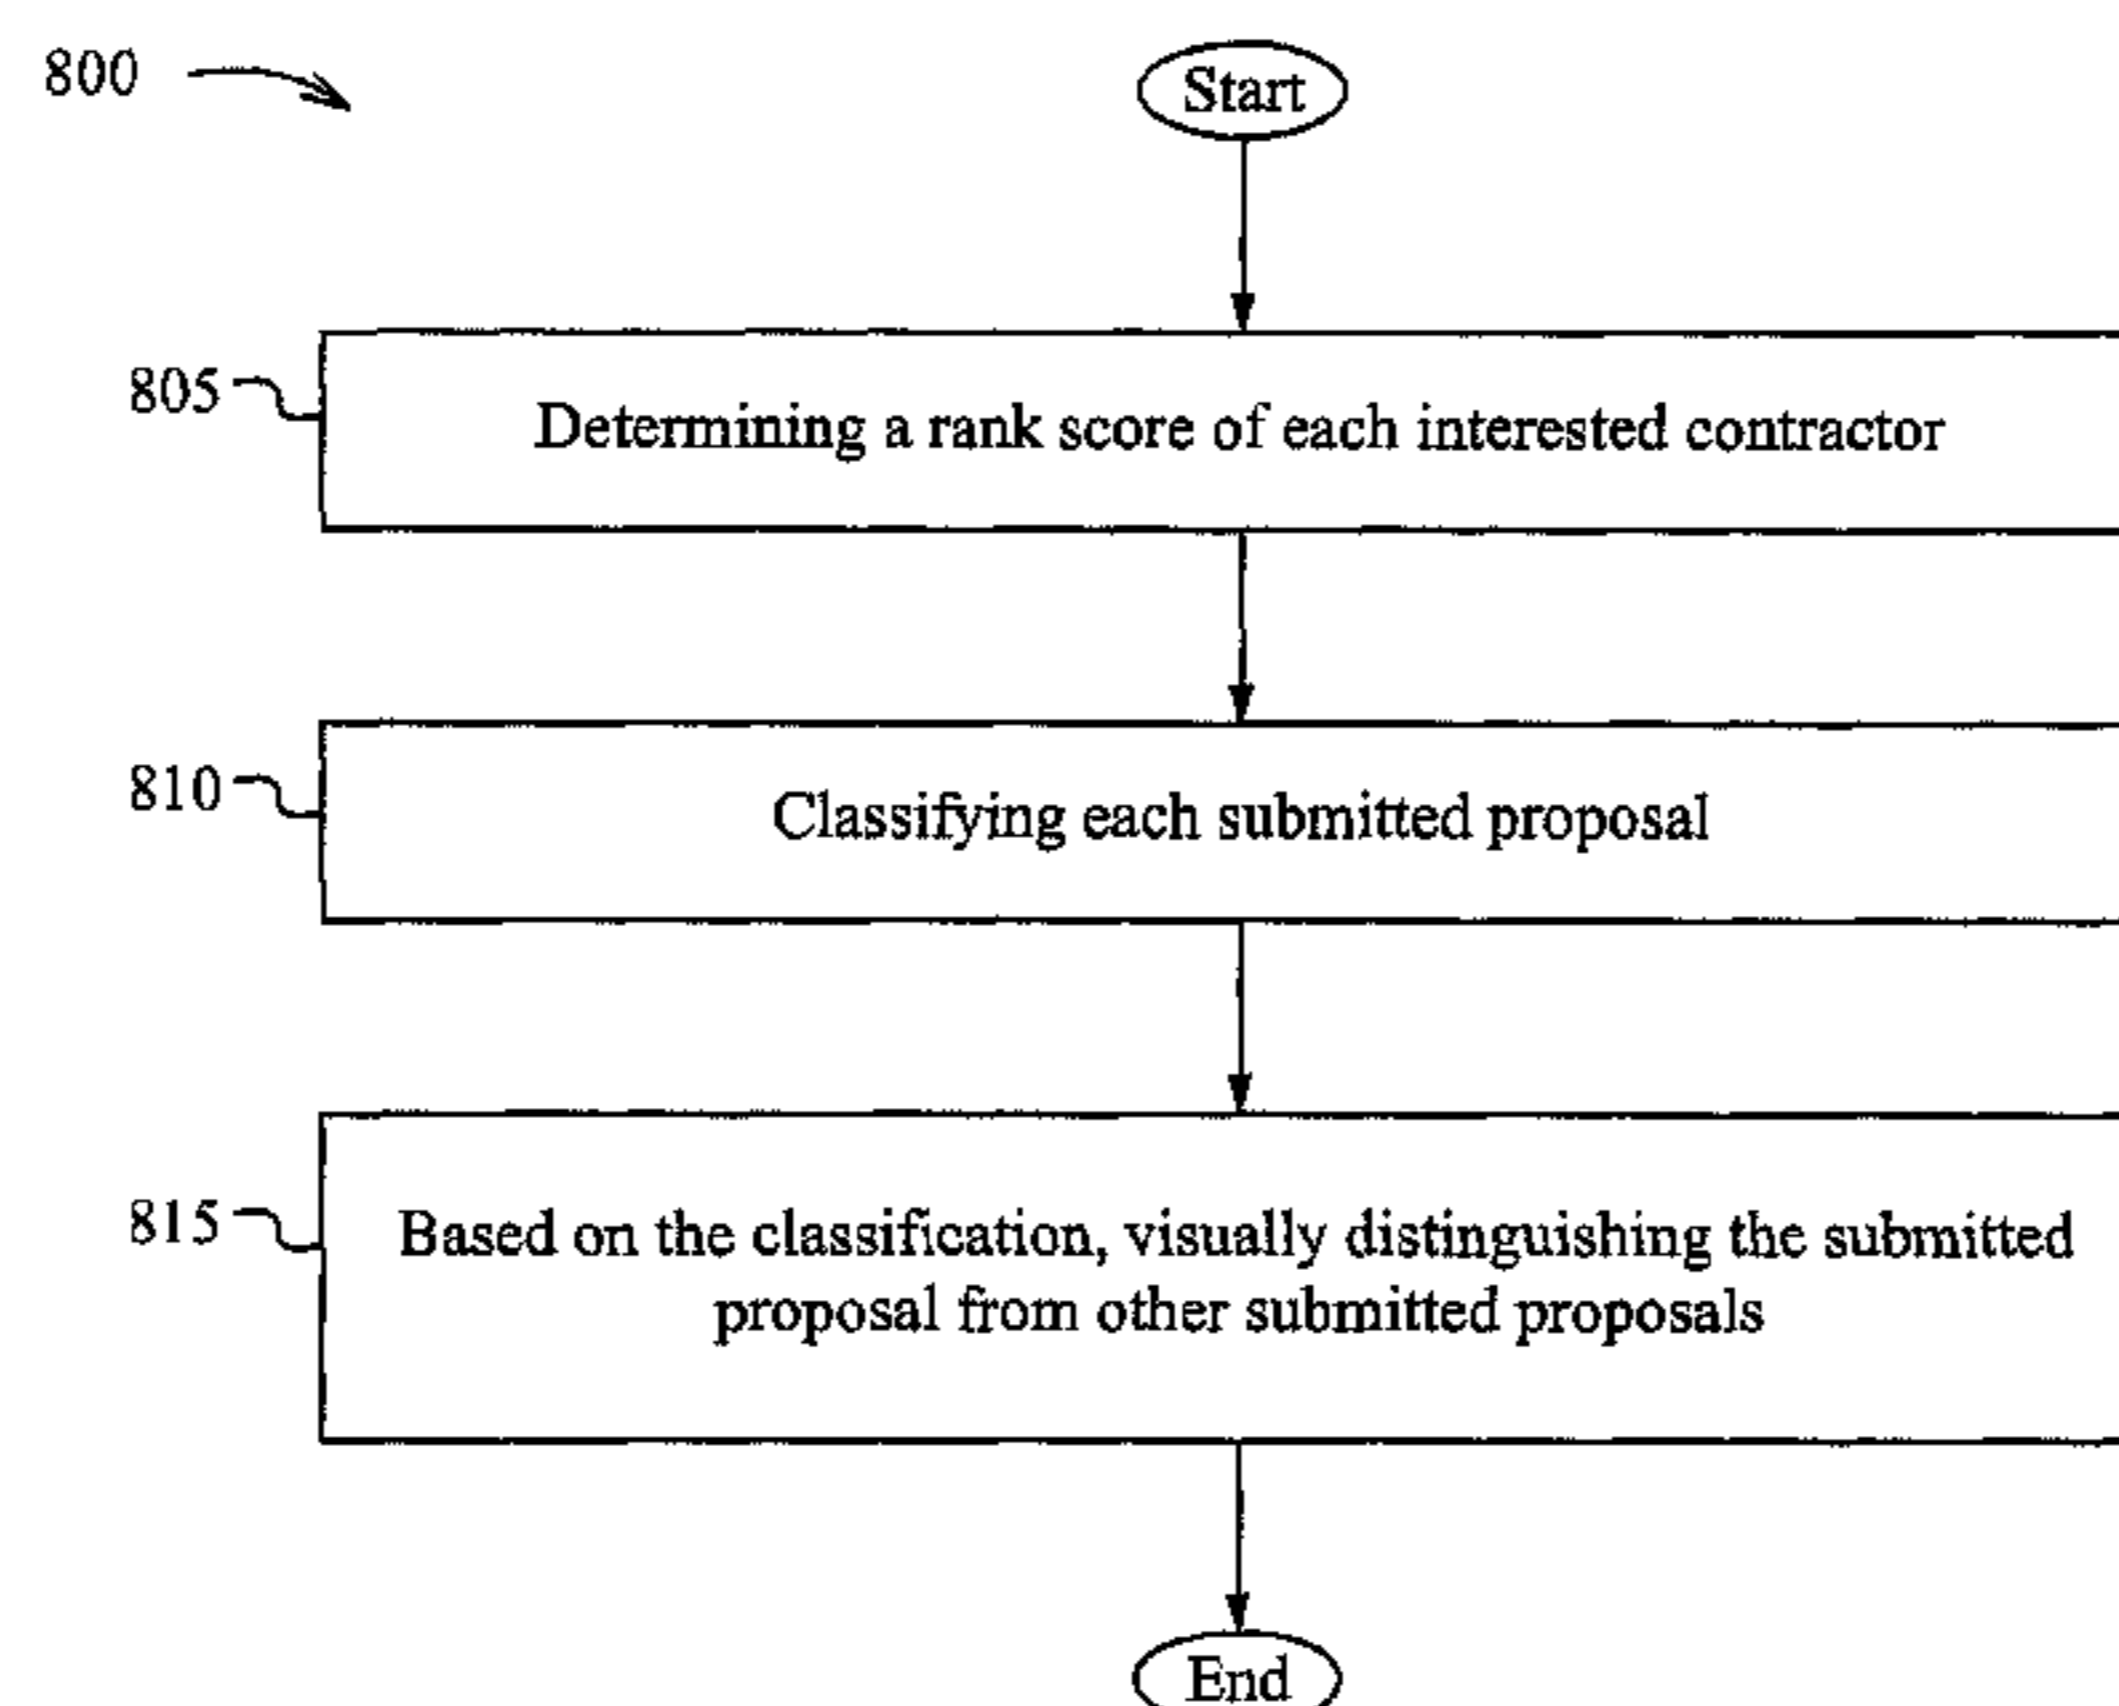 800
Start
805
Determining a rank score of each interested contractor
810
Classifying each submitted proposal
815
Based on the classification, visually distinguishing the submitted
proposal from other submitted proposals
End